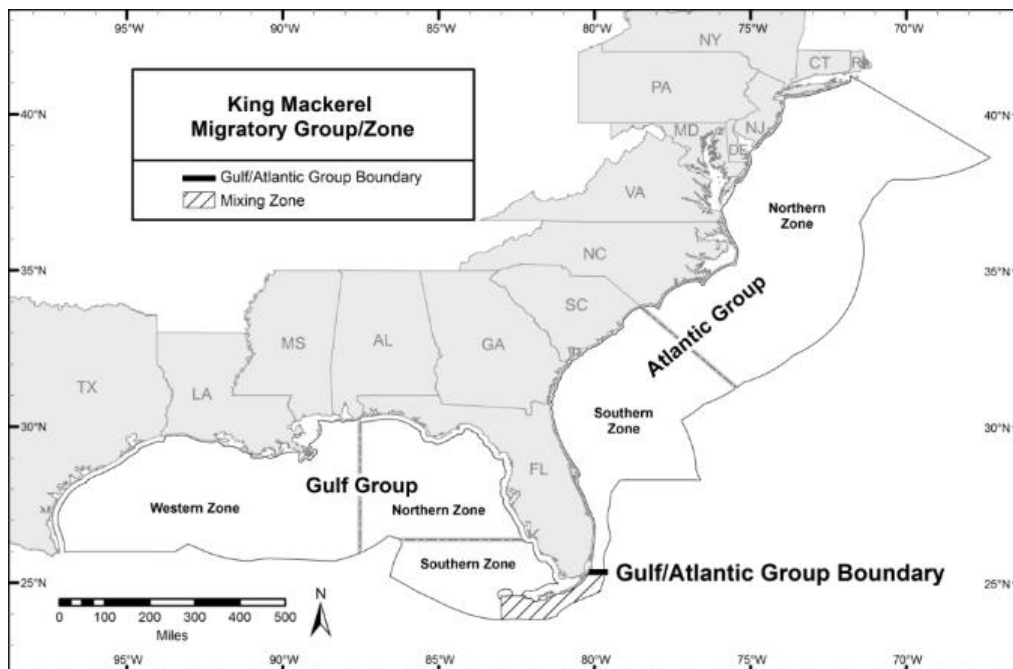 95°W 90°W 85°W 80°W 75°W 70°W
King Mackerel
Migratory Group/Zone
Gulf/Atlantic Group Boundary
Mixing Zone
NY
CT
RI
PA
40°N
40°N
NJ
MD
DE
VA
Northern
Zone
NC
35°N
35°N
SC
Atlantic Group
MS
AL
GA
TX
LA
Southern
Zone
30°N
30°N
FL
Gulf Group
Western Zone
Northern Zone
Southern Zone
Gulf/Atlantic Group Boundary
25°N
25°N
0 100 200 300 400 500
Miles
N
95°W 90°W 85°W 80°W 75°W 70°W